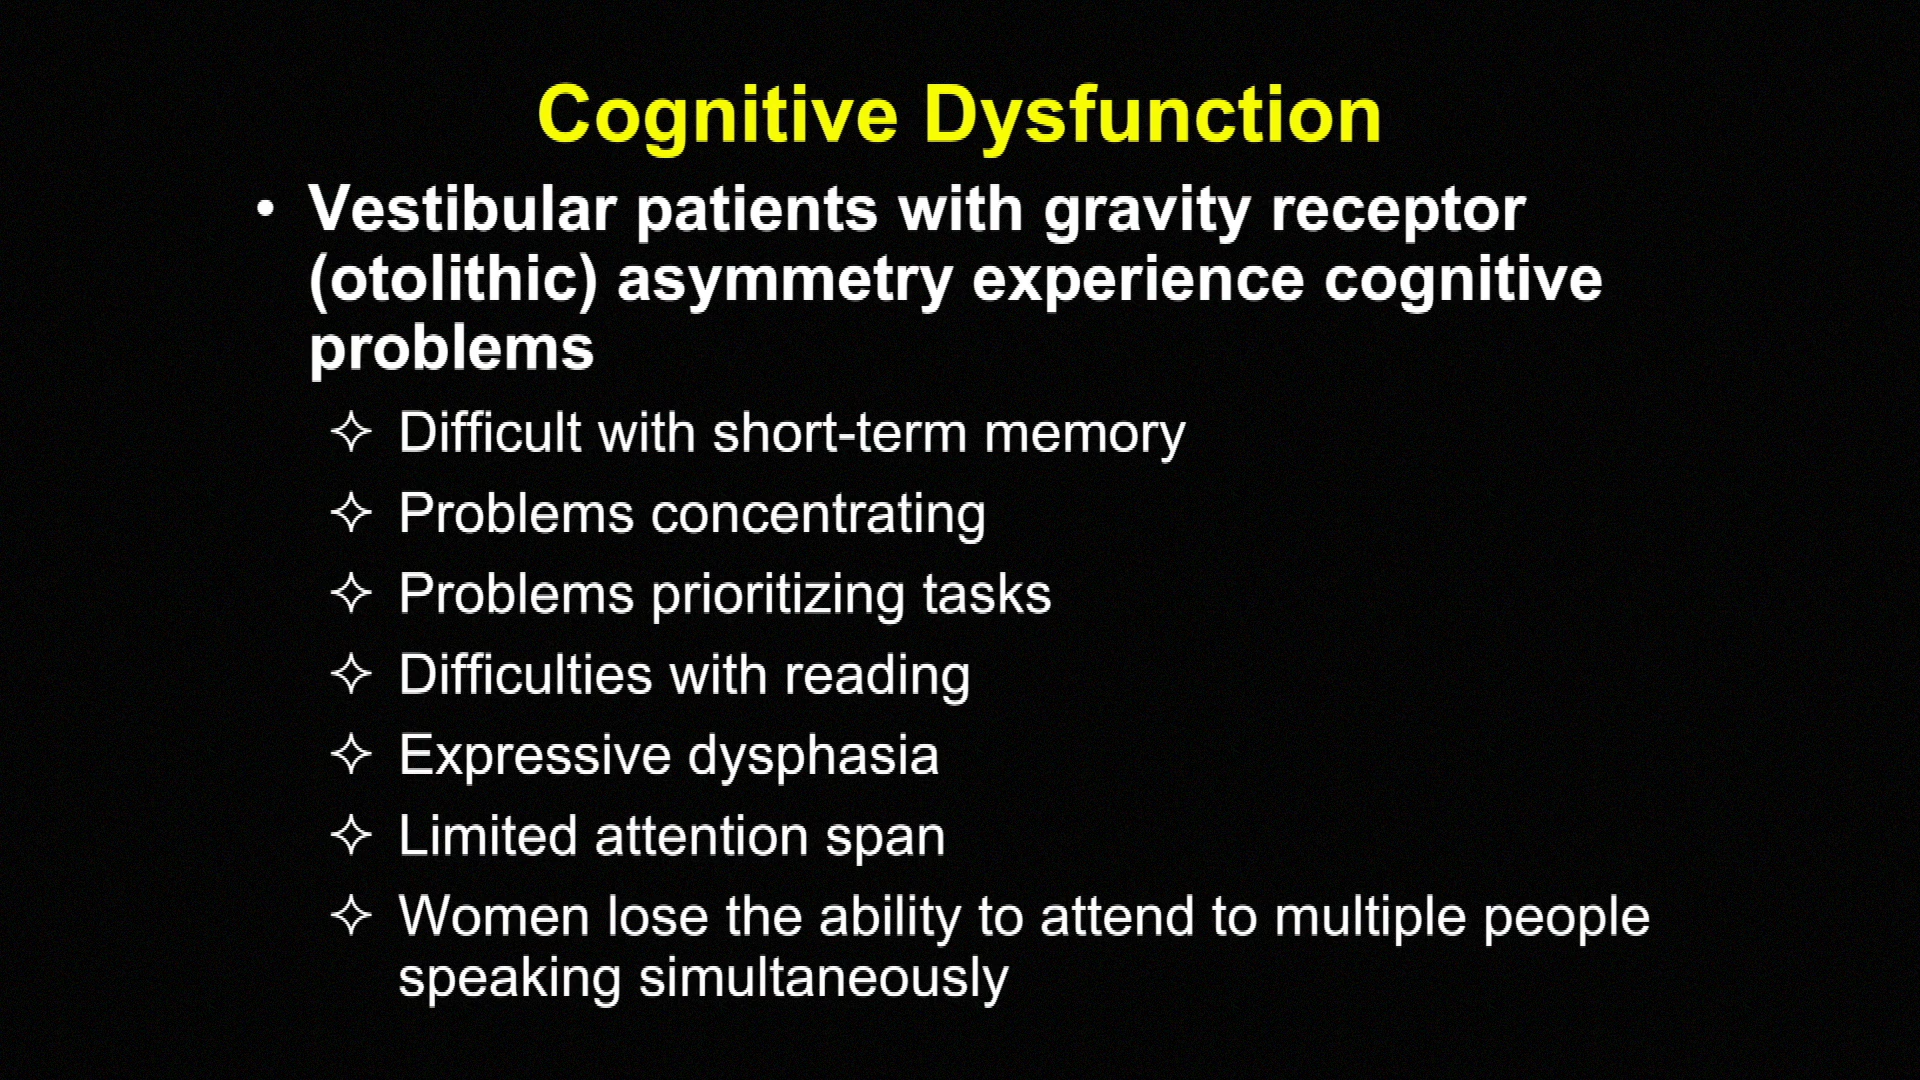 Cognitive Dysfunction
• Vestibular patients with gravity receptor
(otolithic) asymmetry experience cognitive
problems
✧ Difficult with short-term memory
✧ Problems concentrating
✧ Problems prioritizing tasks
✧ Difficulties with reading
✧ Expressive dysphasia
✧ Limited attention span
✧ Women lose the ability to attend to multiple people
speaking simultaneously